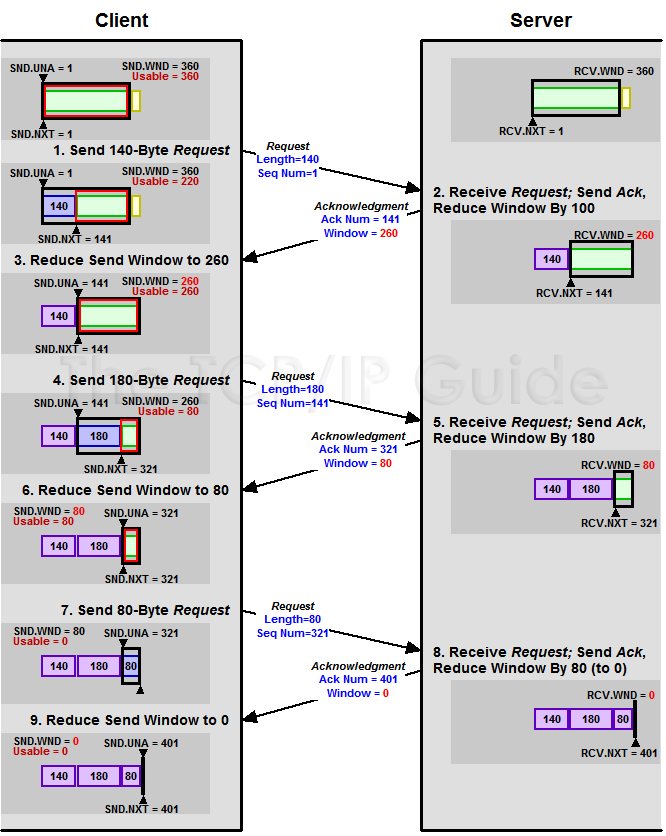 Client
Server
SND.UNA = 1
SND.WND = 360
Usable = 360
SND.NXT = 1
RCV.WND = 360
RCV.NXT = 1
1. Send 140-Byte Request
Request
Length=140
Seq Num=1
SND.UNA = 1
SND.WND = 360
Usable = 220
140
SND.NXT = 141
2. Receive Request; Send Ack,
Reduce Window By 100
Acknowledgment
Ack Num = 141
Window = 260
RCV.WND = 260
140
RCV.NXT = 141
3. Reduce Send Window to 260
SND.UNA = 141
SND.WND = 260
Usable = 260
140
SND.NXT = 141
The TCP/IP Guide
4. Send 180-Byte Request
Request
Length=180
Seq Num=141
SND.UNA = 141
SND.WND = 260
Usable = 80
140
180
SND.NXT = 321
5. Receive Request; Send Ack,
Reduce Window By 180
Acknowledgment
Ack Num = 321
Window = 80
RCV.WND = 80
140
180
RCV.NXT = 321
6. Reduce Send Window to 80
SND.WND = 80
Usable = 80
SND.UNA = 321
140
180
SND.NXT = 321
7. Send 80-Byte Request
Request
Length=80
Seq Num=321
SND.WND = 80
Usable = 0
SND.UNA = 321
140
180
80
8. Receive Request; Send Ack,
Reduce Window By 80 (to 0)
Acknowledgment
Ack Num = 401
Window = 0
RCV.WND = 0
140
180
80
RCV.NXT = 401
9. Reduce Send Window to 0
SND.WND = 0
Usable = 0
SND.UNA = 401
140
180
80
SND.NXT = 401